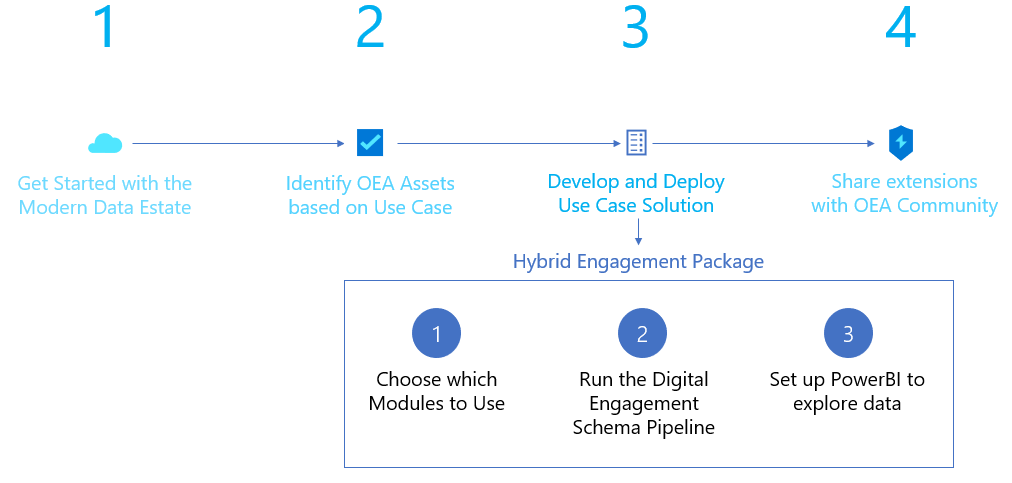 1
2
3
4
Get Started with the
Modern Data Estate
Identify OEA Assets
based on Use Case
Develop and Deploy
Use Case Solution
Share extensions
with OEA Community
Hybrid Engagement Package
1
Choose which
Modules to Use
2
Run the Digital
Engagement
Schema Pipeline
3
Set up PowerBI to
explore data